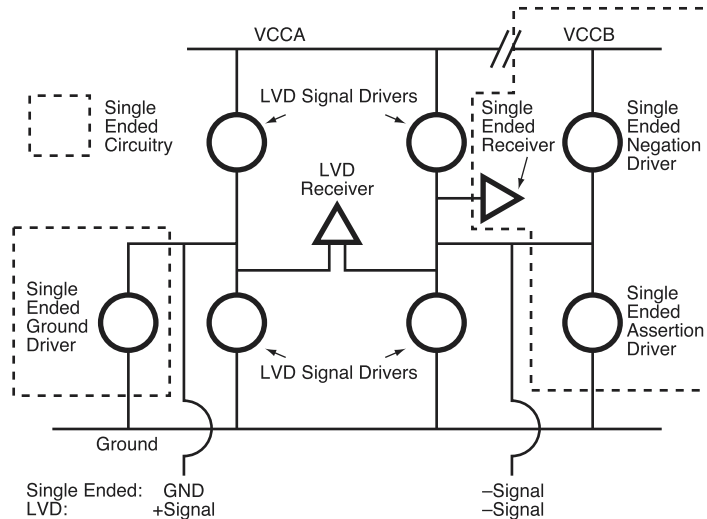 VCCA
VCCB
Single
Ended
Circuitry
LVD Signal Drivers
Single
Ended
Receiver
Single
Ended
Negation
Driver
LVD
Receiver
Single
Ended
Ground
Driver
Single
Ended
Assertion
Driver
LVD Signal Drivers
Ground
Single Ended: GND –Signal
LVD: +Signal –Signal